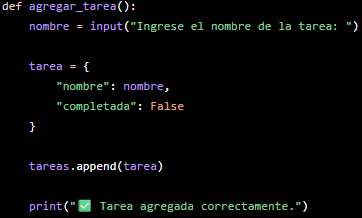 def agregar_tarea():
    nombre = input("Ingrese el nombre de la tarea: ")
    tarea = {
        "nombre": nombre,
        "completada": False
    }
    tareas.append(tarea)
    print("✅ Tarea agregada correctamente.")